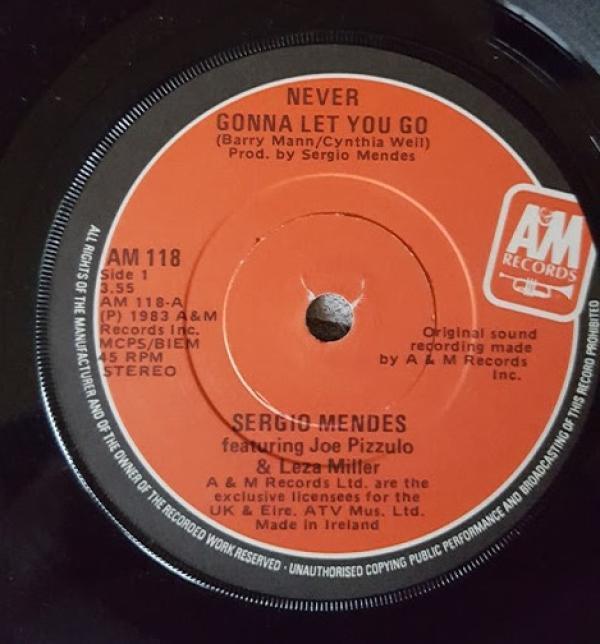 NEVER
GONNA LET YOU GO
(Barry Mann/Cynthia Weil)
Prod. by Sergio Mendes
A&M
RECORDS
AM 118
Side 1
3.55
AM 118-A
(P) 1983 A&M
Records Inc.
MCPS/BIEM
45 RPM
STEREO
Original sound
recording made
by A & M Records
Inc.
SERGIO MENDES
featuring Joe Pizzulo
& Leza Miller
A & M Records Ltd. are the
exclusive licensees for the
UK & Eire. ATV Mus. Ltd.
Made in Ireland
ALL RIGHTS OF THE MANUFACTURER AND OF THE OWNER OF THE RECORDED WORK RESERVED - UNAUTHORISED COPYING PUBLIC PERFORMANCE AND BROADCASTING OF THIS RECORD PROHIBITED